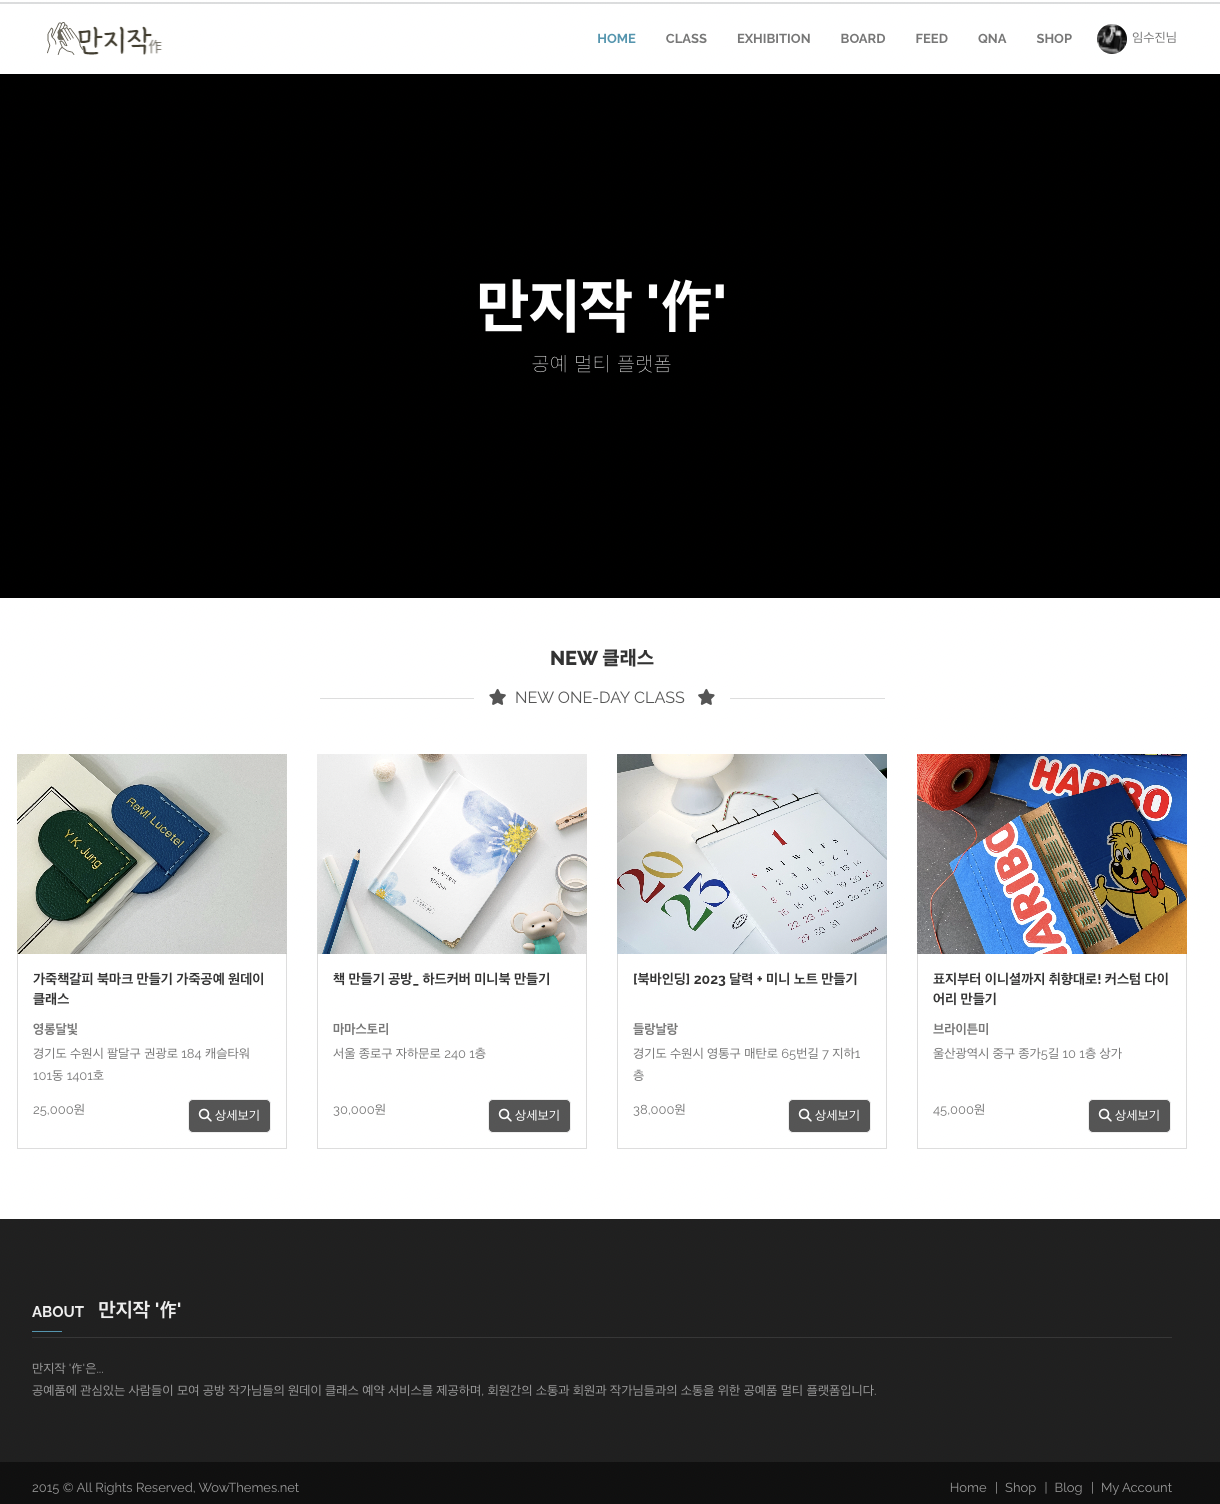 만지작作
HOME CLASS EXHIBITION BOARD FEED QNA SHOP 임수진님
만지작 '作'
공예 멀티 플랫폼
NEW 클래스
NEW ONE-DAY CLASS
Y.K. Jung
ReMI Lucete!
HARIBO
HARIBO
가죽책갈피 북마크 만들기 가죽공예 원데이
클래스
영롱달빛
경기도 수원시 팔달구 권광로 184 캐슬타워
101동 1401호
25,000원
상세보기
책 만들기 공방_ 하드커버 미니북 만들기
마마스토리
서울 종로구 자하문로 240 1층
30,000원
상세보기
[북바인딩] 2023 달력 + 미니 노트 만들기
들랑날랑
경기도 수원시 영통구 매탄로 65번길 7 지하1
층
38,000원
상세보기
표지부터 이니셜까지 취향대로! 커스텀 다이
어리 만들기
브라이튼미
울산광역시 중구 종가5길 10 1층 상가
45,000원
상세보기
ABOUT 만지작 '作'
만지작 '作'은...
공예품에 관심있는 사람들이 모여 공방 작가님들의 원데이 클래스 예약 서비스를 제공하며, 회원간의 소통과 회원과 작가님들과의 소통을 위한 공예품 멀티 플랫폼입니다.
2015 © All Rights Reserved, WowThemes.net
Home | Shop | Blog | My Account